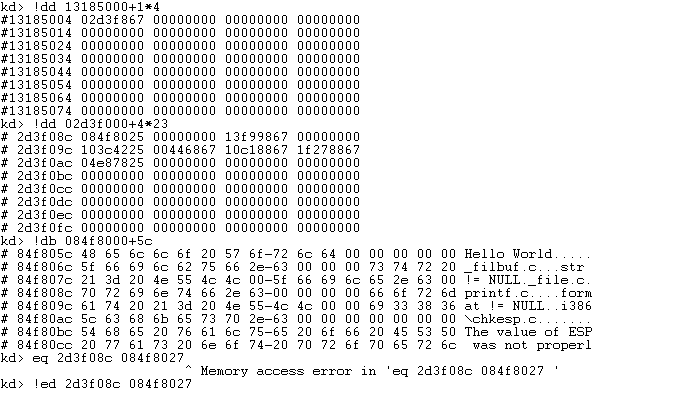 kd> !dd 13185000+1*4
#13185004 02d3f867 00000000 00000000 00000000
#13185014 00000000 00000000 00000000 00000000
#13185024 00000000 00000000 00000000 00000000
#13185034 00000000 00000000 00000000 00000000
#13185044 00000000 00000000 00000000 00000000
#13185054 00000000 00000000 00000000 00000000
#13185064 00000000 00000000 00000000 00000000
#13185074 00000000 00000000 00000000 00000000
kd> !dd 02d3f000+4*23
# 2d3f08c 084f8025 00000000 13f99867 00000000
# 2d3f09c 103c4225 00446867 10c18867 1f278867
# 2d3f0ac 04e87825 00000000 00000000 00000000
# 2d3f0bc 00000000 00000000 00000000 00000000
# 2d3f0cc 00000000 00000000 00000000 00000000
# 2d3f0dc 00000000 00000000 00000000 00000000
# 2d3f0ec 00000000 00000000 00000000 00000000
# 2d3f0fc 00000000 00000000 00000000 00000000
kd> !db 084f8000+5c
# 84f805c 48 65 6c 6c 6f 20 57 6f-72 6c 64 00 00 00 00 00 Hello World.....
# 84f806c 5f 66 69 6c 62 75 66 2e-63 00 00 00 73 74 72 20 _filbuf.c...str
# 84f807c 21 3d 20 4e 55 4c 4c 00-5f 66 69 6c 65 2e 63 00 != NULL._file.c.
# 84f808c 70 72 69 6e 74 66 2e 63-00 00 00 00 66 6f 72 6d printf.c....form
# 84f809c 61 74 20 21 3d 20 4e 55-4c 4c 00 00 69 33 38 36 at != NULL..i386
# 84f80ac 5c 63 68 6b 65 73 70 2e-63 00 00 00 00 00 00 00 \chkesp.c.......
# 84f80bc 54 68 65 20 76 61 6c 75-65 20 6f 66 20 45 53 50 The value of ESP
# 84f80cc 20 77 61 73 20 6e 6f 74-20 70 72 6f 70 65 72 6c  was not properl
kd> eq 2d3f08c 084f8027
^ Memory access error in 'eq 2d3f08c 084f8027 '
kd> !ed 2d3f08c 084f8027